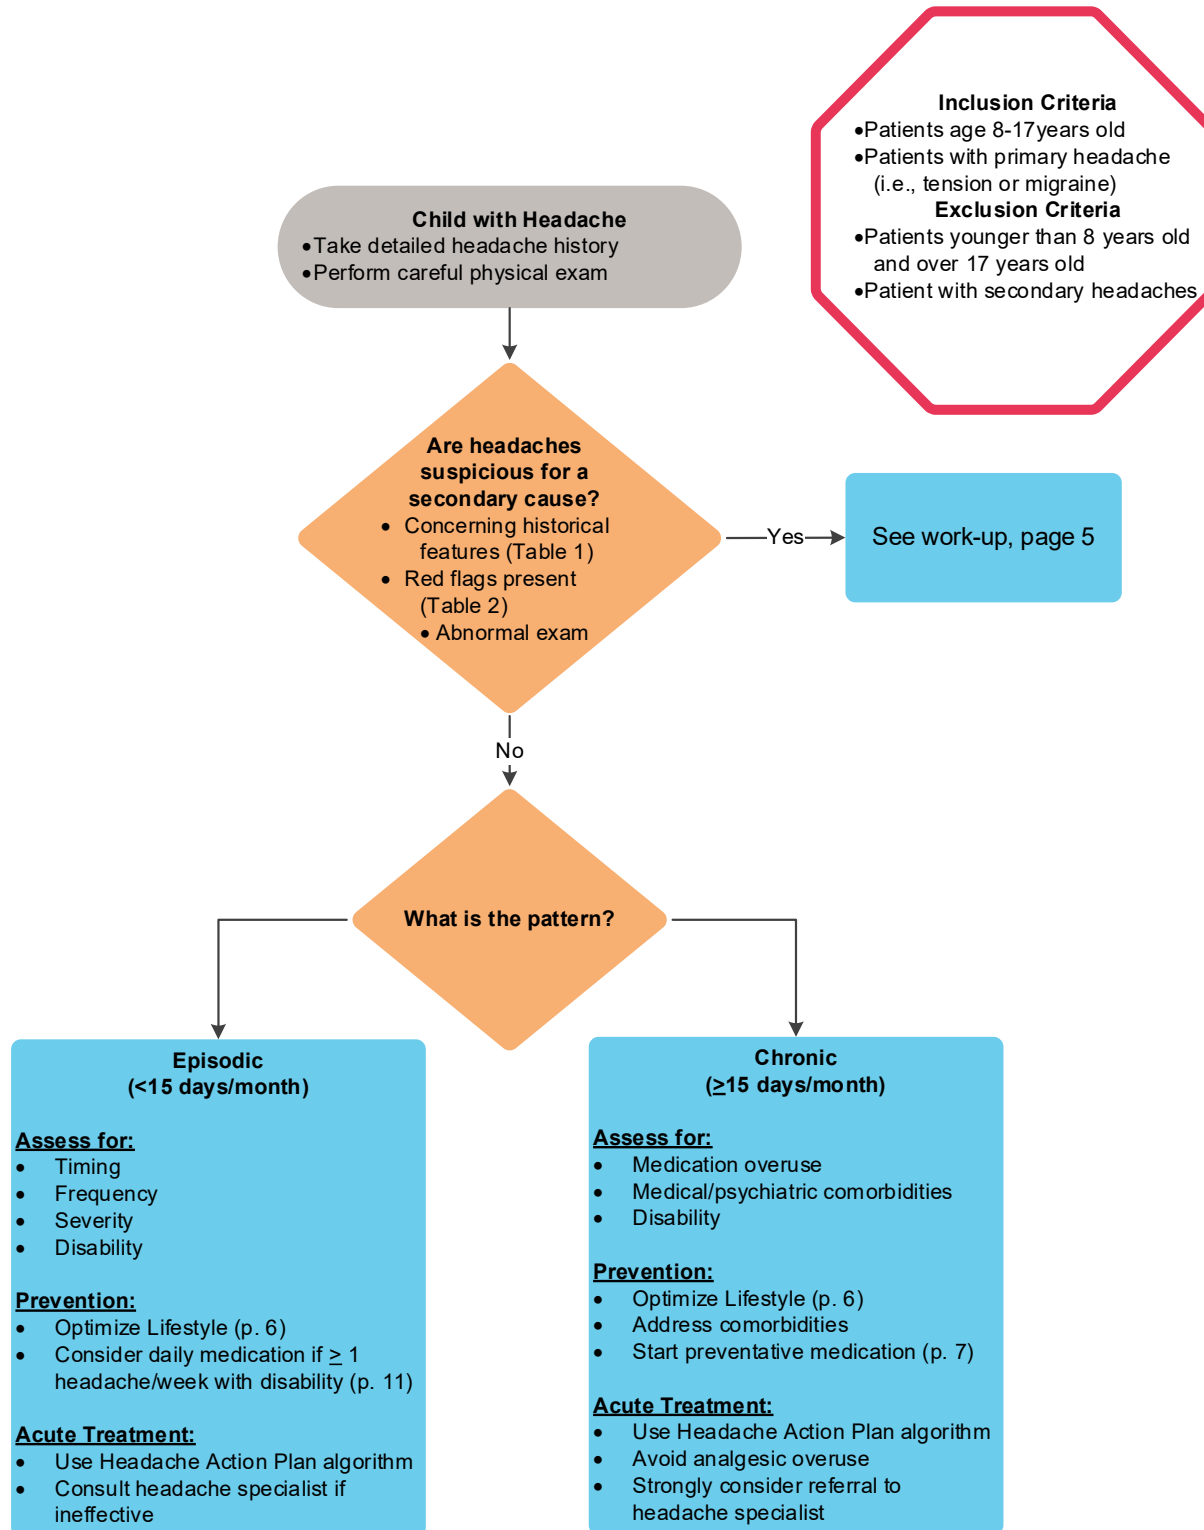 Inclusion Criteria
•Patients age 8-17years old
•Patients with primary headache
(i.e., tension or migraine)
Exclusion Criteria
•Patients younger than 8 years old
and over 17 years old
•Patient with secondary headaches
Child with Headache
•Take detailed headache history
•Perform careful physical exam
Are headaches
suspicious for a
secondary cause?
• Concerning historical
features (Table 1)
• Red flags present
(Table 2)
• Abnormal exam
Yes
See work-up, page 5
No
What is the pattern?
Episodic
(<15 days/month)
Assess for:
• Timing
• Frequency
• Severity
• Disability
Prevention:
• Optimize Lifestyle (p. 6)
• Consider daily medication if ≥ 1
headache/week with disability (p. 11)
Acute Treatment:
• Use Headache Action Plan algorithm
• Consult headache specialist if
ineffective
Chronic
(≥15 days/month)
Assess for:
• Medication overuse
• Medical/psychiatric comorbidities
• Disability
Prevention:
• Optimize Lifestyle (p. 6)
• Address comorbidities
• Start preventative medication (p. 7)
Acute Treatment:
• Use Headache Action Plan algorithm
• Avoid analgesic overuse
• Strongly consider referral to
headache specialist